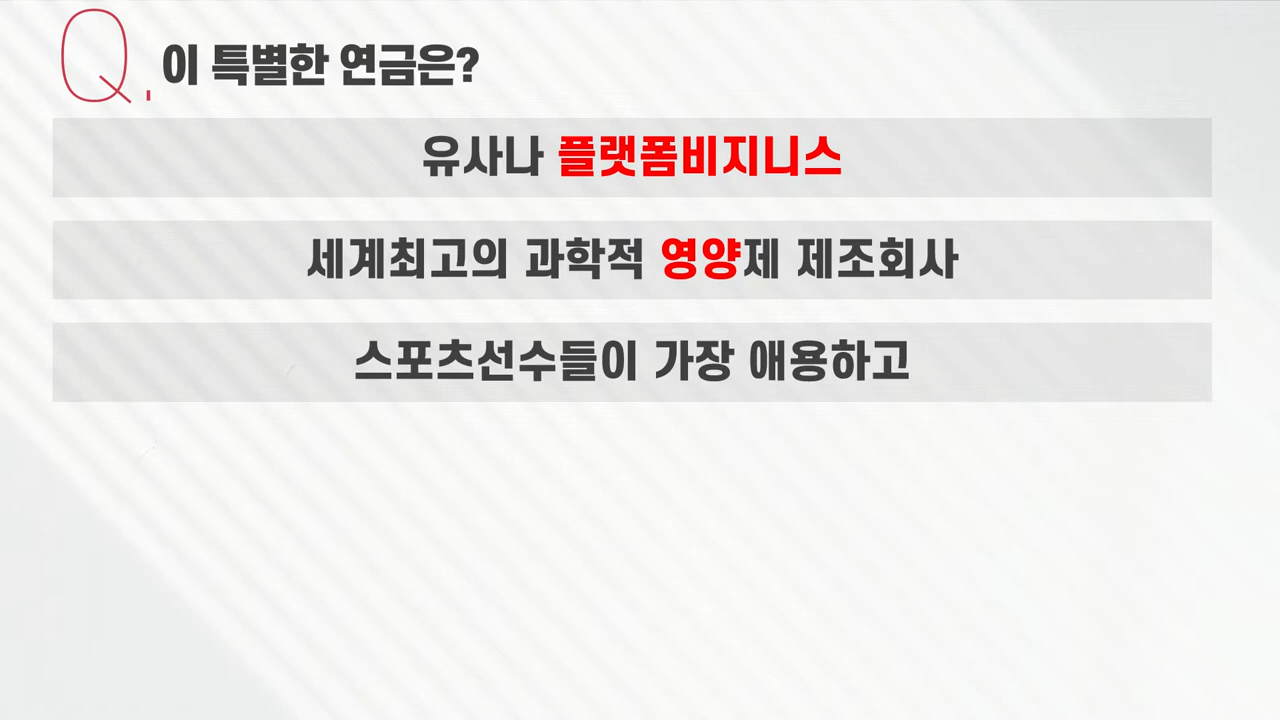 Q. 이 특별한 연금은?
유사나 플랫폼비지니스
세계최고의 과학적 영양제 제조회사
스포츠선수들이 가장 애용하고